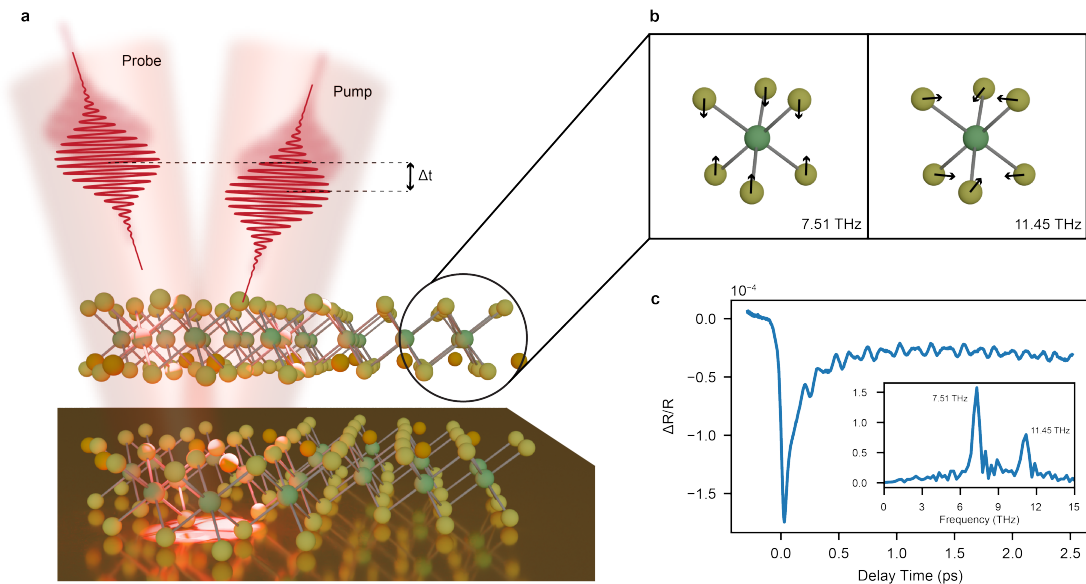 a
Probe
Pump
Δt
b
7.51 THz
11.45 THz
c
10⁻⁴
0.0
−0.5
−1.0
−1.5
ΔR/R
0.0
0.5
1.0
1.5
2.0
2.5
Delay Time (ps)
1.5
1.0
0.5
0.0
7.51 THz
11.45 THz
0
3
6
9
12
15
Frequency (THz)